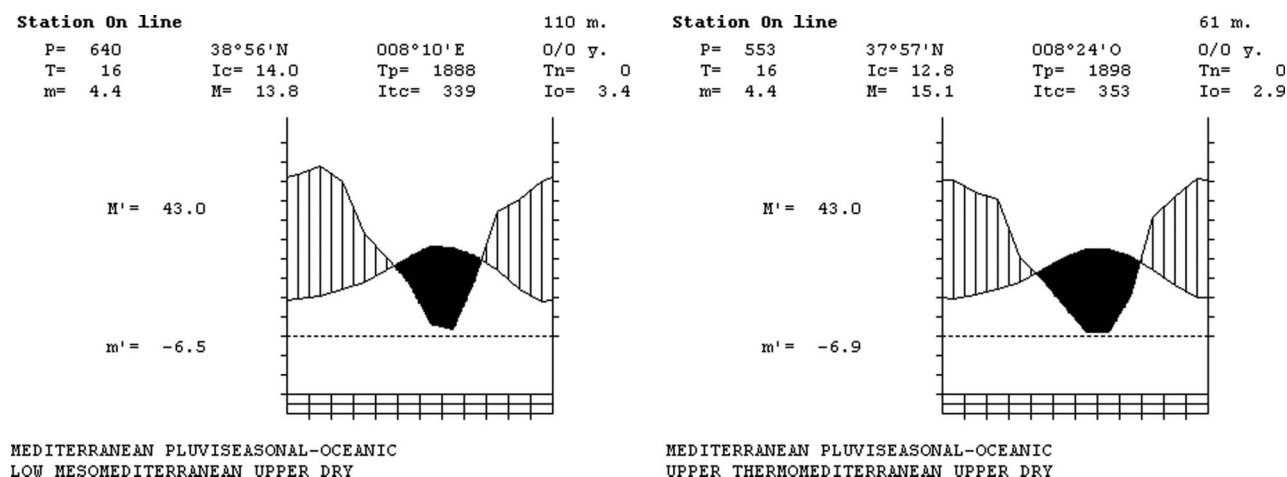 Station On line 110 m.
P= 640 38°56'N 008°10'E 0/0 y.
T= 16 Ic= 14.0 Tp= 1888 Tn= 0
m= 4.4 M= 13.8 Itc= 339 Io= 3.4
M'= 43.0
m'= -6.5
MEDITERRANEAN PLUVISEASONAL-OCEANIC
LOW MESOMEDITERRANEAN UPPER DRY
Station On line 61 m.
P= 553 37°57'N 008°24'O 0/0 y.
T= 16 Ic= 12.8 Tp= 1898 Tn= 0
m= 4.4 M= 15.1 Itc= 353 Io= 2.9
M'= 43.0
m'= -6.9
MEDITERRANEAN PLUVISEASONAL-OCEANIC
UPPER THERMOMEDITERRANEAN UPPER DRY